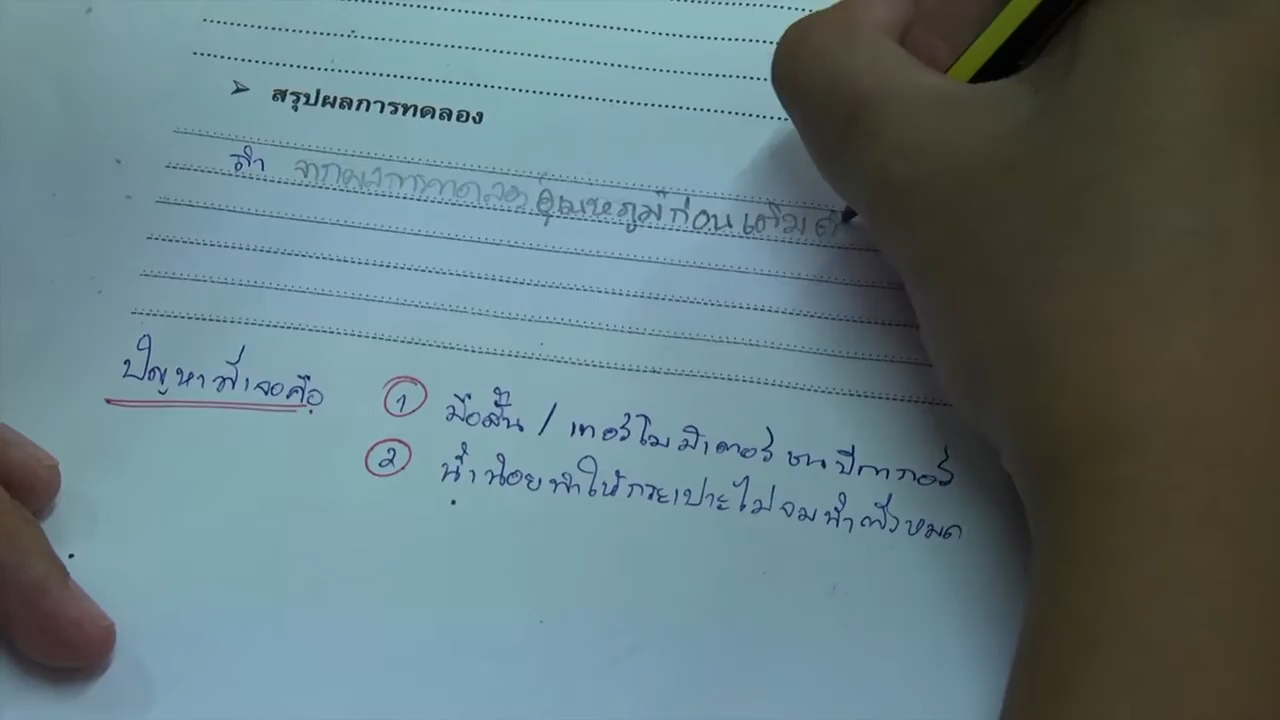 ➢ สรุปผลการทดลอง
จากผลการทดลอง อุณหภูมิก่อนเติม
ปัญหาที่เจอคือ
① มือสั่น / เทอร์โมมิเตอร์ชนบีกเกอร์
② น้ำน้อยทำให้กระเปาะไม่จมน้ำทั้งหมด